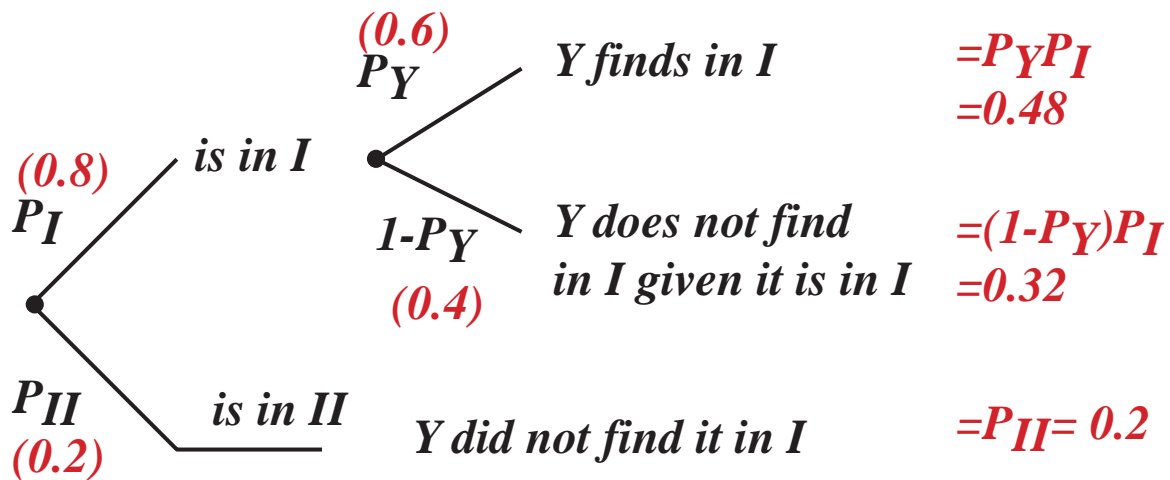 (0.6)
PY
Y finds in I
=PYPI
=0.48
(0.8)
PI
is in I
1-PY
(0.4)
Y does not find
in I given it is in I
=(1-PY)PI
=0.32
PII
(0.2)
is in II
Y did not find it in I
=PII= 0.2